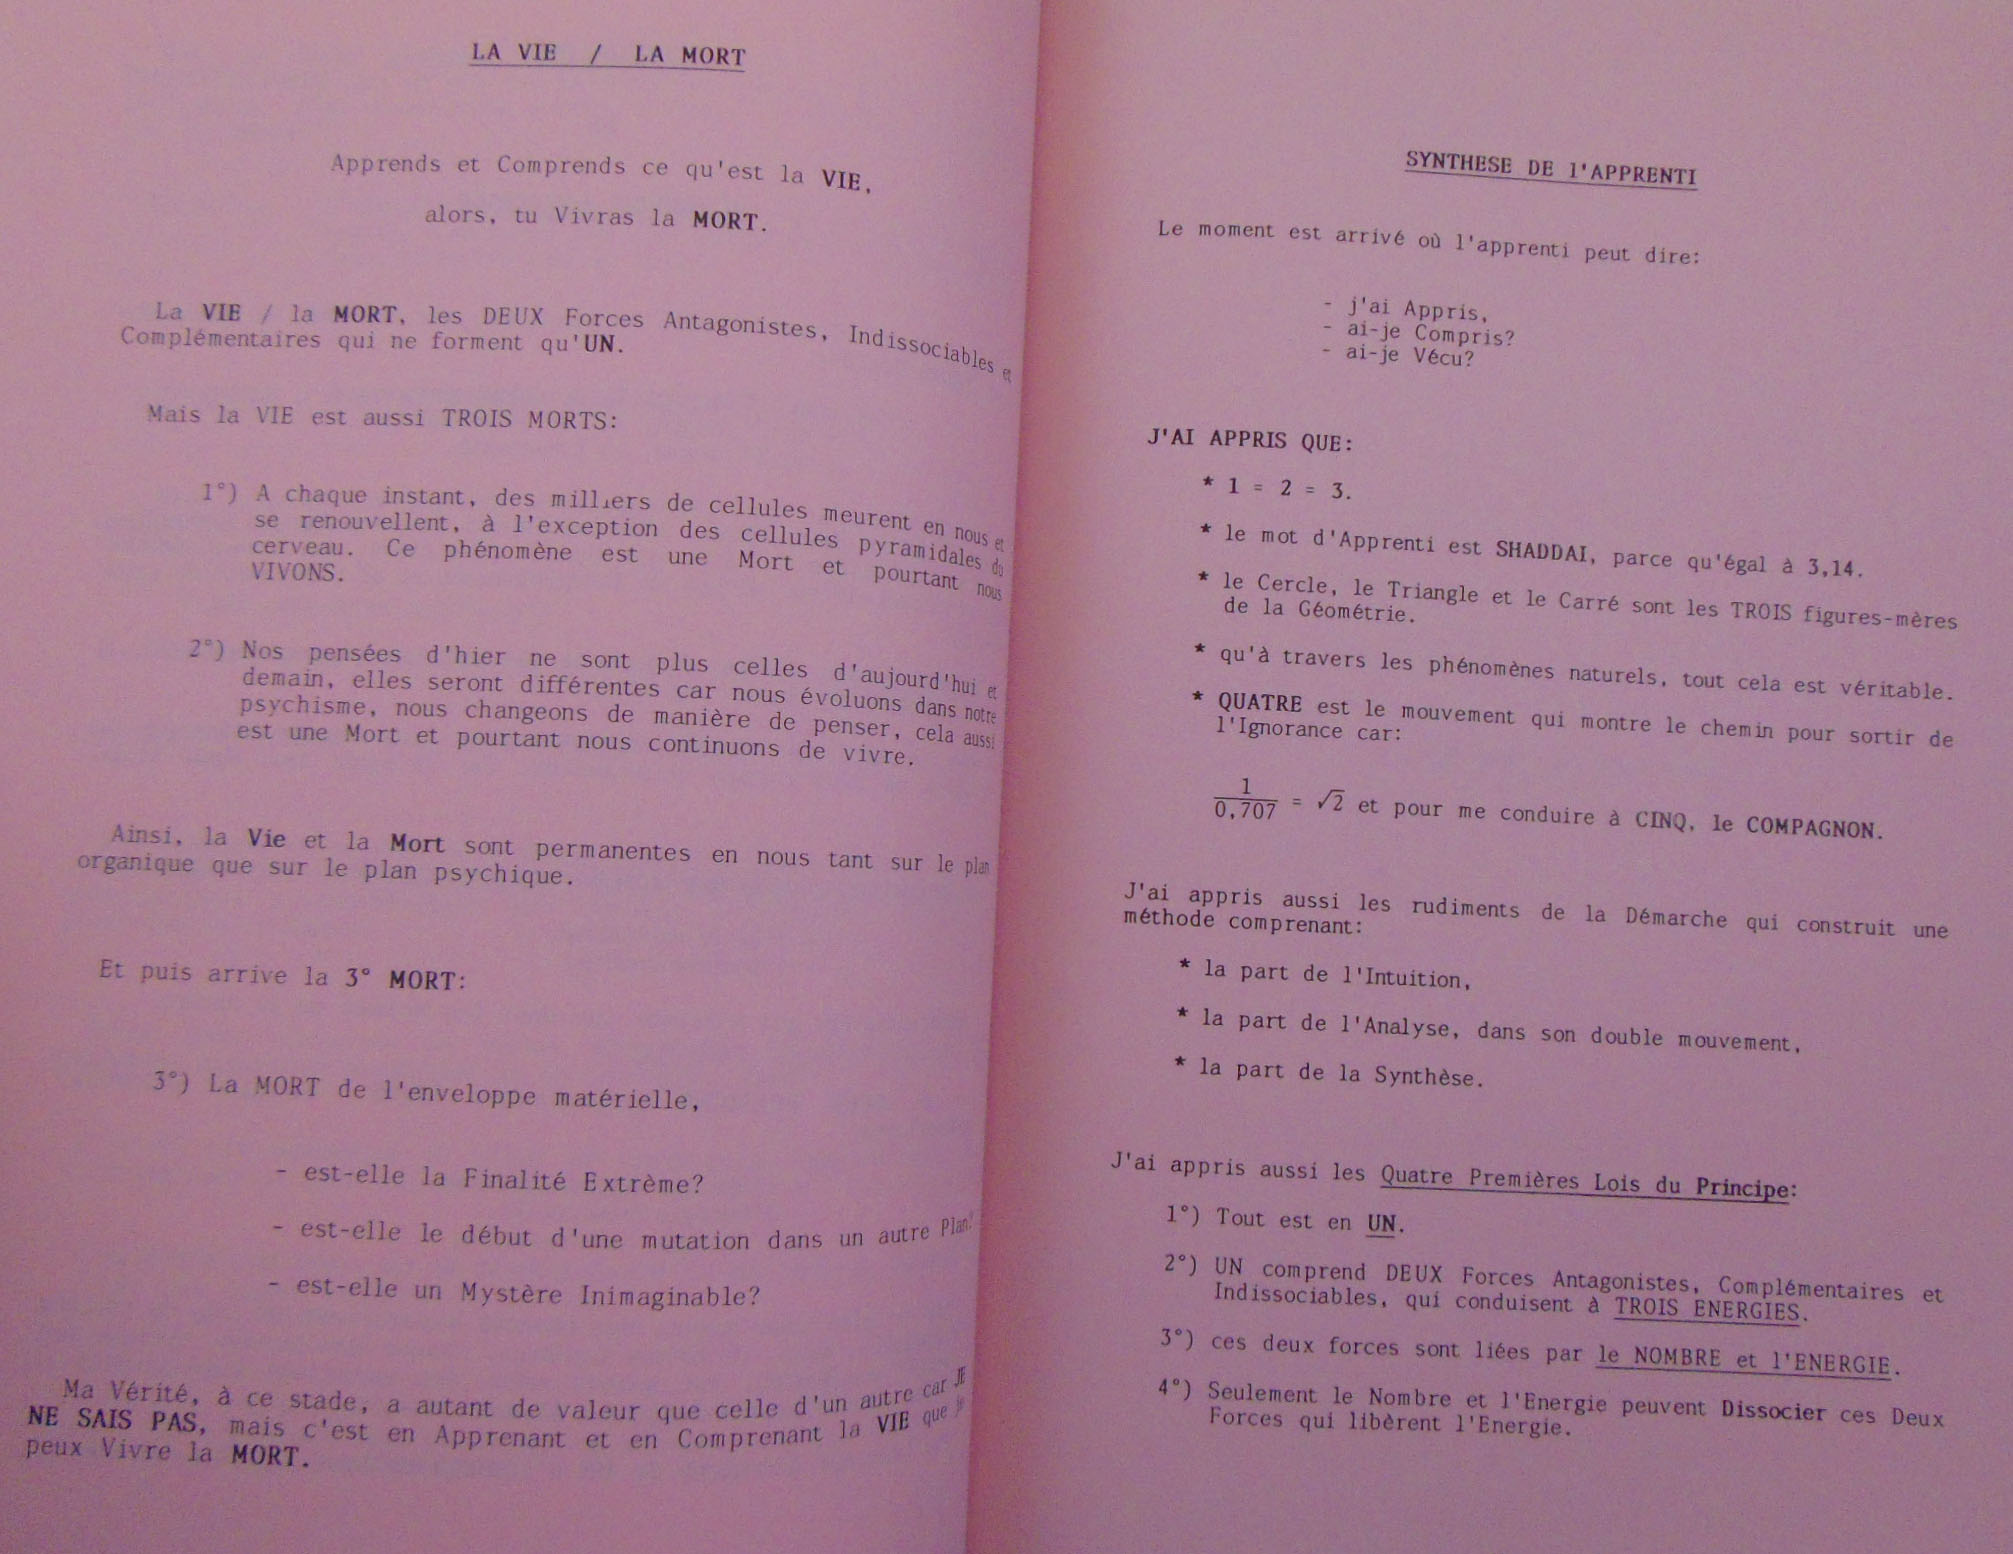 LA VIE / LA MORT
Apprends et Comprends ce qu'est la VIE,
alors, tu Vivras la MORT.
La VIE / la MORT, les DEUX Forces Antagonistes, Indissociables et
Complémentaires qui ne forment qu'UN.
Mais la VIE est aussi TROIS MORTS:
1°) A chaque instant, des milliers de cellules meurent en nous et
se renouvellent, à l'exception des cellules pyramidales du
cerveau. Ce phénomène est une Mort et pourtant nous
VIVONS.
2°) Nos pensées d'hier ne sont plus celles d'aujourd'hui et
demain, elles seront différentes car nous évoluons dans notre
psychisme, nous changeons de manière de penser, cela aussi
est une Mort et pourtant nous continuons de vivre.
Ainsi, la Vie et la Mort sont permanentes en nous tant sur le plan
organique que sur le plan psychique.
Et puis arrive la 3° MORT:
3°) La MORT de l'enveloppe matérielle,
- est-elle la Finalité Extrème?
- est-elle le début d'une mutation dans un autre Plan?
- est-elle un Mystère Inimaginable?
Ma Vérité, à ce stade, a autant de valeur que celle d'un autre car JE
NE SAIS PAS, mais c'est en Apprenant et en Comprenant la VIE que je
peux Vivre la MORT.
SYNTHESE DE l'APPRENTI
Le moment est arrivé où l'apprenti peut dire:
- j'ai Appris,
- ai-je Compris?
- ai-je Vécu?
J'AI APPRIS QUE:
* 1 = 2 = 3.
* le mot d'Apprenti est SHADDAI, parce qu'égal à 3,14.
* le Cercle, le Triangle et le Carré sont les TROIS figures-mères
de la Géométrie.
* qu'à travers les phénomènes naturels, tout cela est véritable.
* QUATRE est le mouvement qui montre le chemin pour sortir de
l'Ignorance car:
1/0,707 = √2 et pour me conduire à CINQ, le COMPAGNON.
J'ai appris aussi les rudiments de la Démarche qui construit une
méthode comprenant:
* la part de l'Intuition,
* la part de l'Analyse, dans son double mouvement,
* la part de la Synthèse.
J'ai appris aussi les Quatre Premières Lois du Principe:
1°) Tout est en UN.
2°) UN comprend DEUX Forces Antagonistes, Complémentaires et
Indissociables, qui conduisent à TROIS ENERGIES.
3°) ces deux forces sont liées par le NOMBRE et l'ENERGIE.
4°) Seulement le Nombre et l'Energie peuvent Dissocier ces Deux
Forces qui libèrent l'Energie.